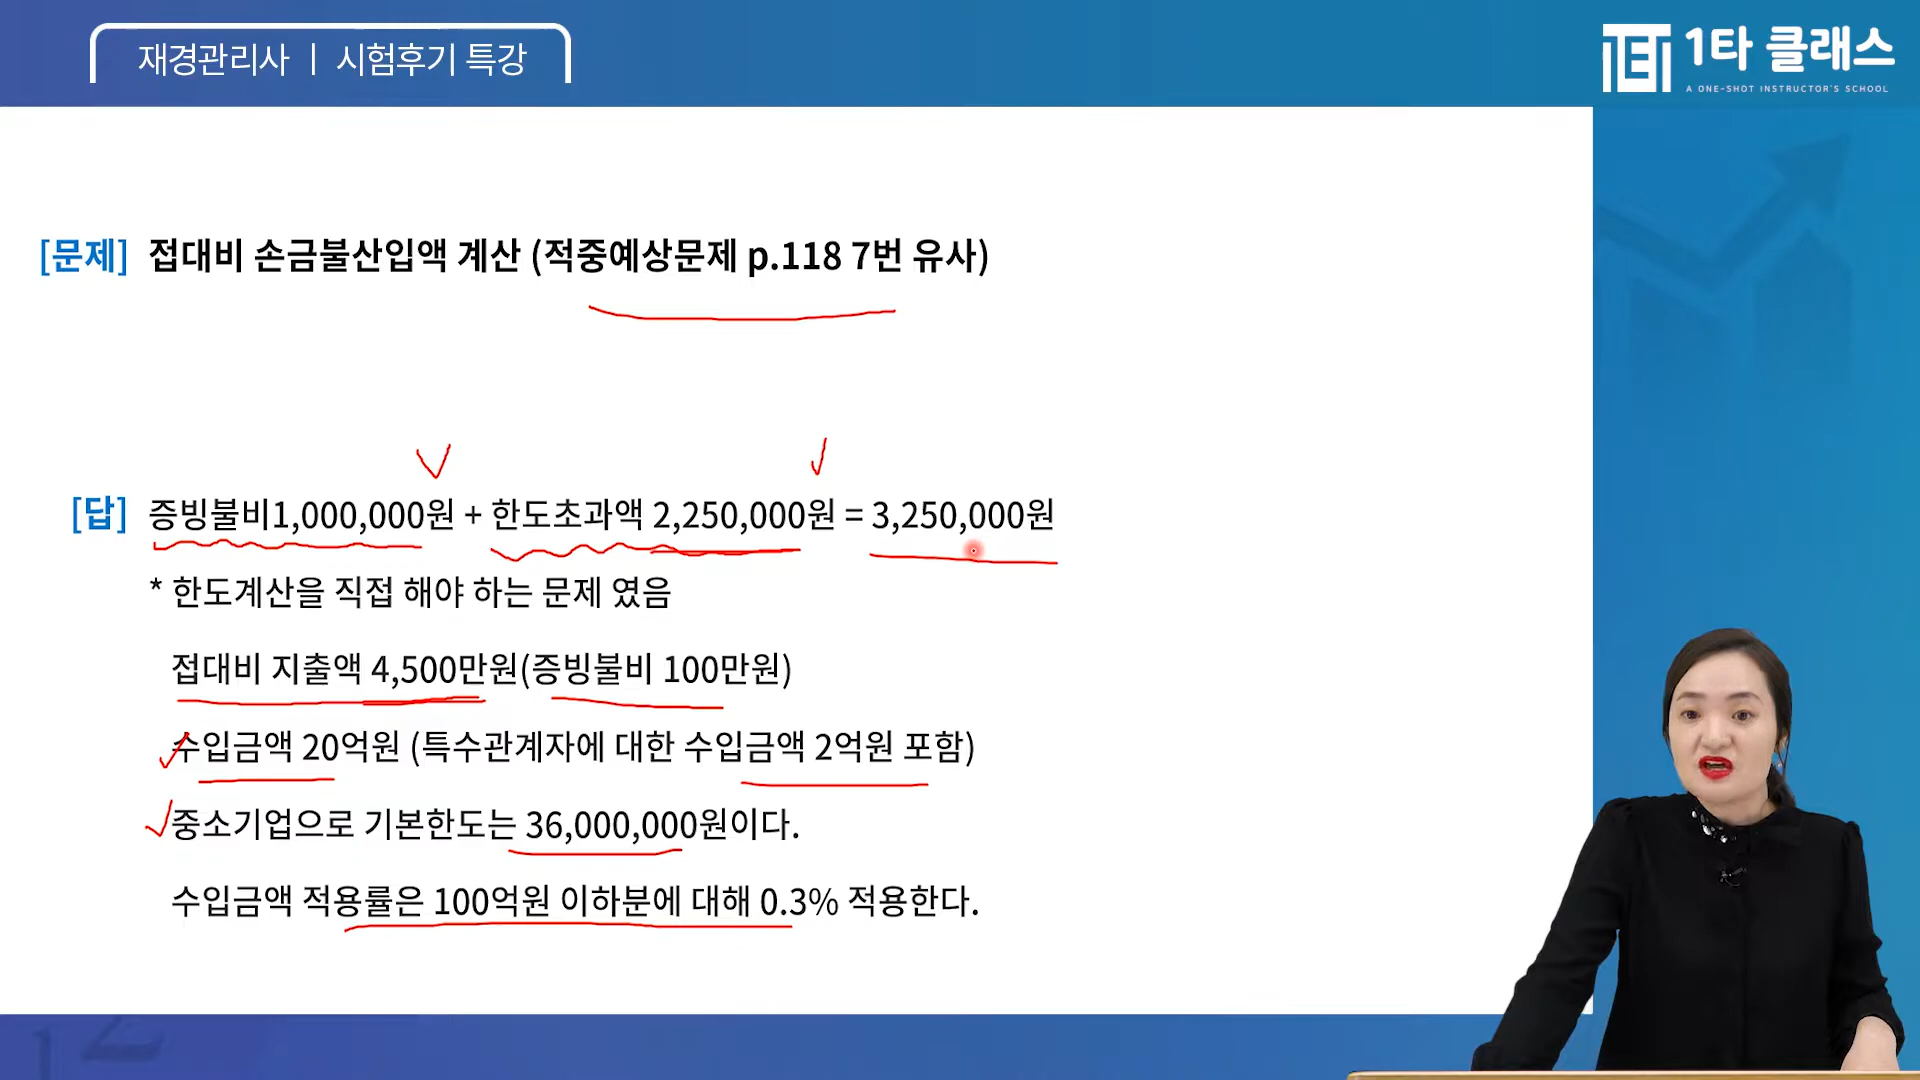 재경관리사 | 시험후기 특강
1타 클래스
A ONE-SHOT INSTRUCTOR'S SCHOOL
[문제] 접대비 손금불산입액 계산 (적중예상문제 p.118 7번 유사)
[답] 증빙불비1,000,000원 + 한도초과액 2,250,000원 = 3,250,000원
* 한도계산을 직접 해야 하는 문제 였음
접대비 지출액 4,500만원(증빙불비 100만원)
수입금액 20억원 (특수관계자에 대한 수입금액 2억원 포함)
중소기업으로 기본한도는 36,000,000원이다.
수입금액 적용률은 100억원 이하분에 대해 0.3% 적용한다.